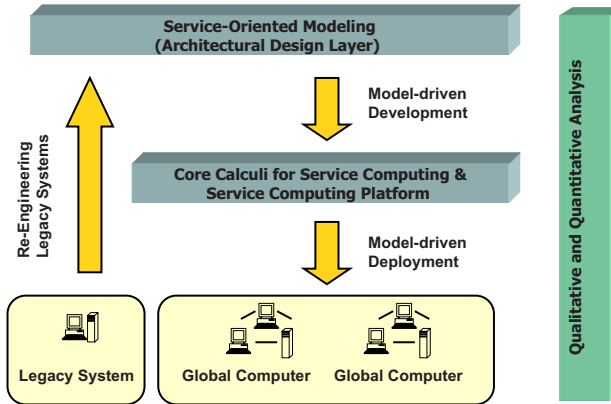 Service-Oriented Modeling
(Architectural Design Layer)
Model-driven
Development
Re-Engineering
Legacy Systems
Core Calculi for Service Computing &
Service Computing Platform
Model-driven
Deployment
Legacy System
Global Computer
Global Computer
Qualitative and Quantitative Analysis